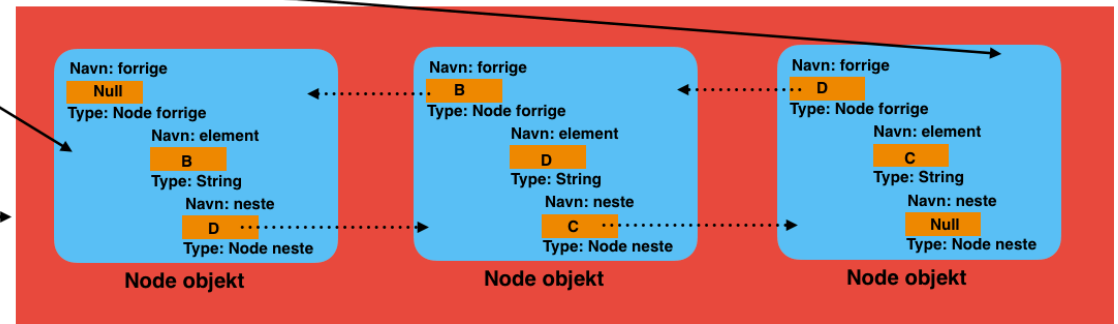 Navn: forrige
Null
Type: Node forrige
Navn: element
B
Type: String
Navn: neste
D
Type: Node neste
Node objekt
Navn: forrige
B
Type: Node forrige
Navn: element
D
Type: String
Navn: neste
C
Type: Node neste
Node objekt
Navn: forrige
D
Type: Node forrige
Navn: element
C
Type: String
Navn: neste
Null
Type: Node neste
Node objekt